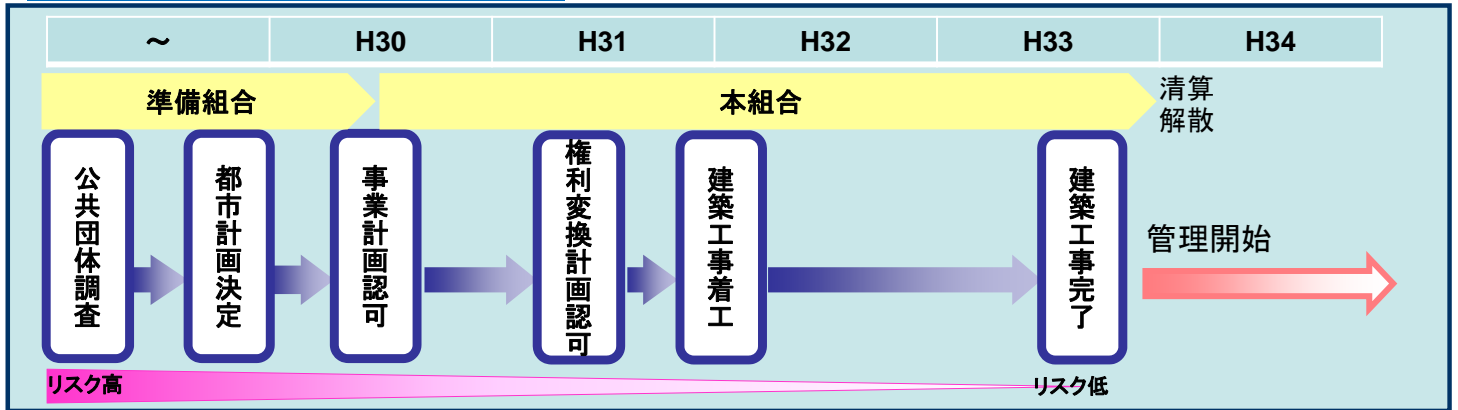 ～ H30 H31 H32 H33 H34
準備組合 本組合 清算
解散
公共団体調査
都市計画決定
事業計画認可
権利変換計画認可
建築工事着工
建築工事完了
管理開始
リスク高 リスク低